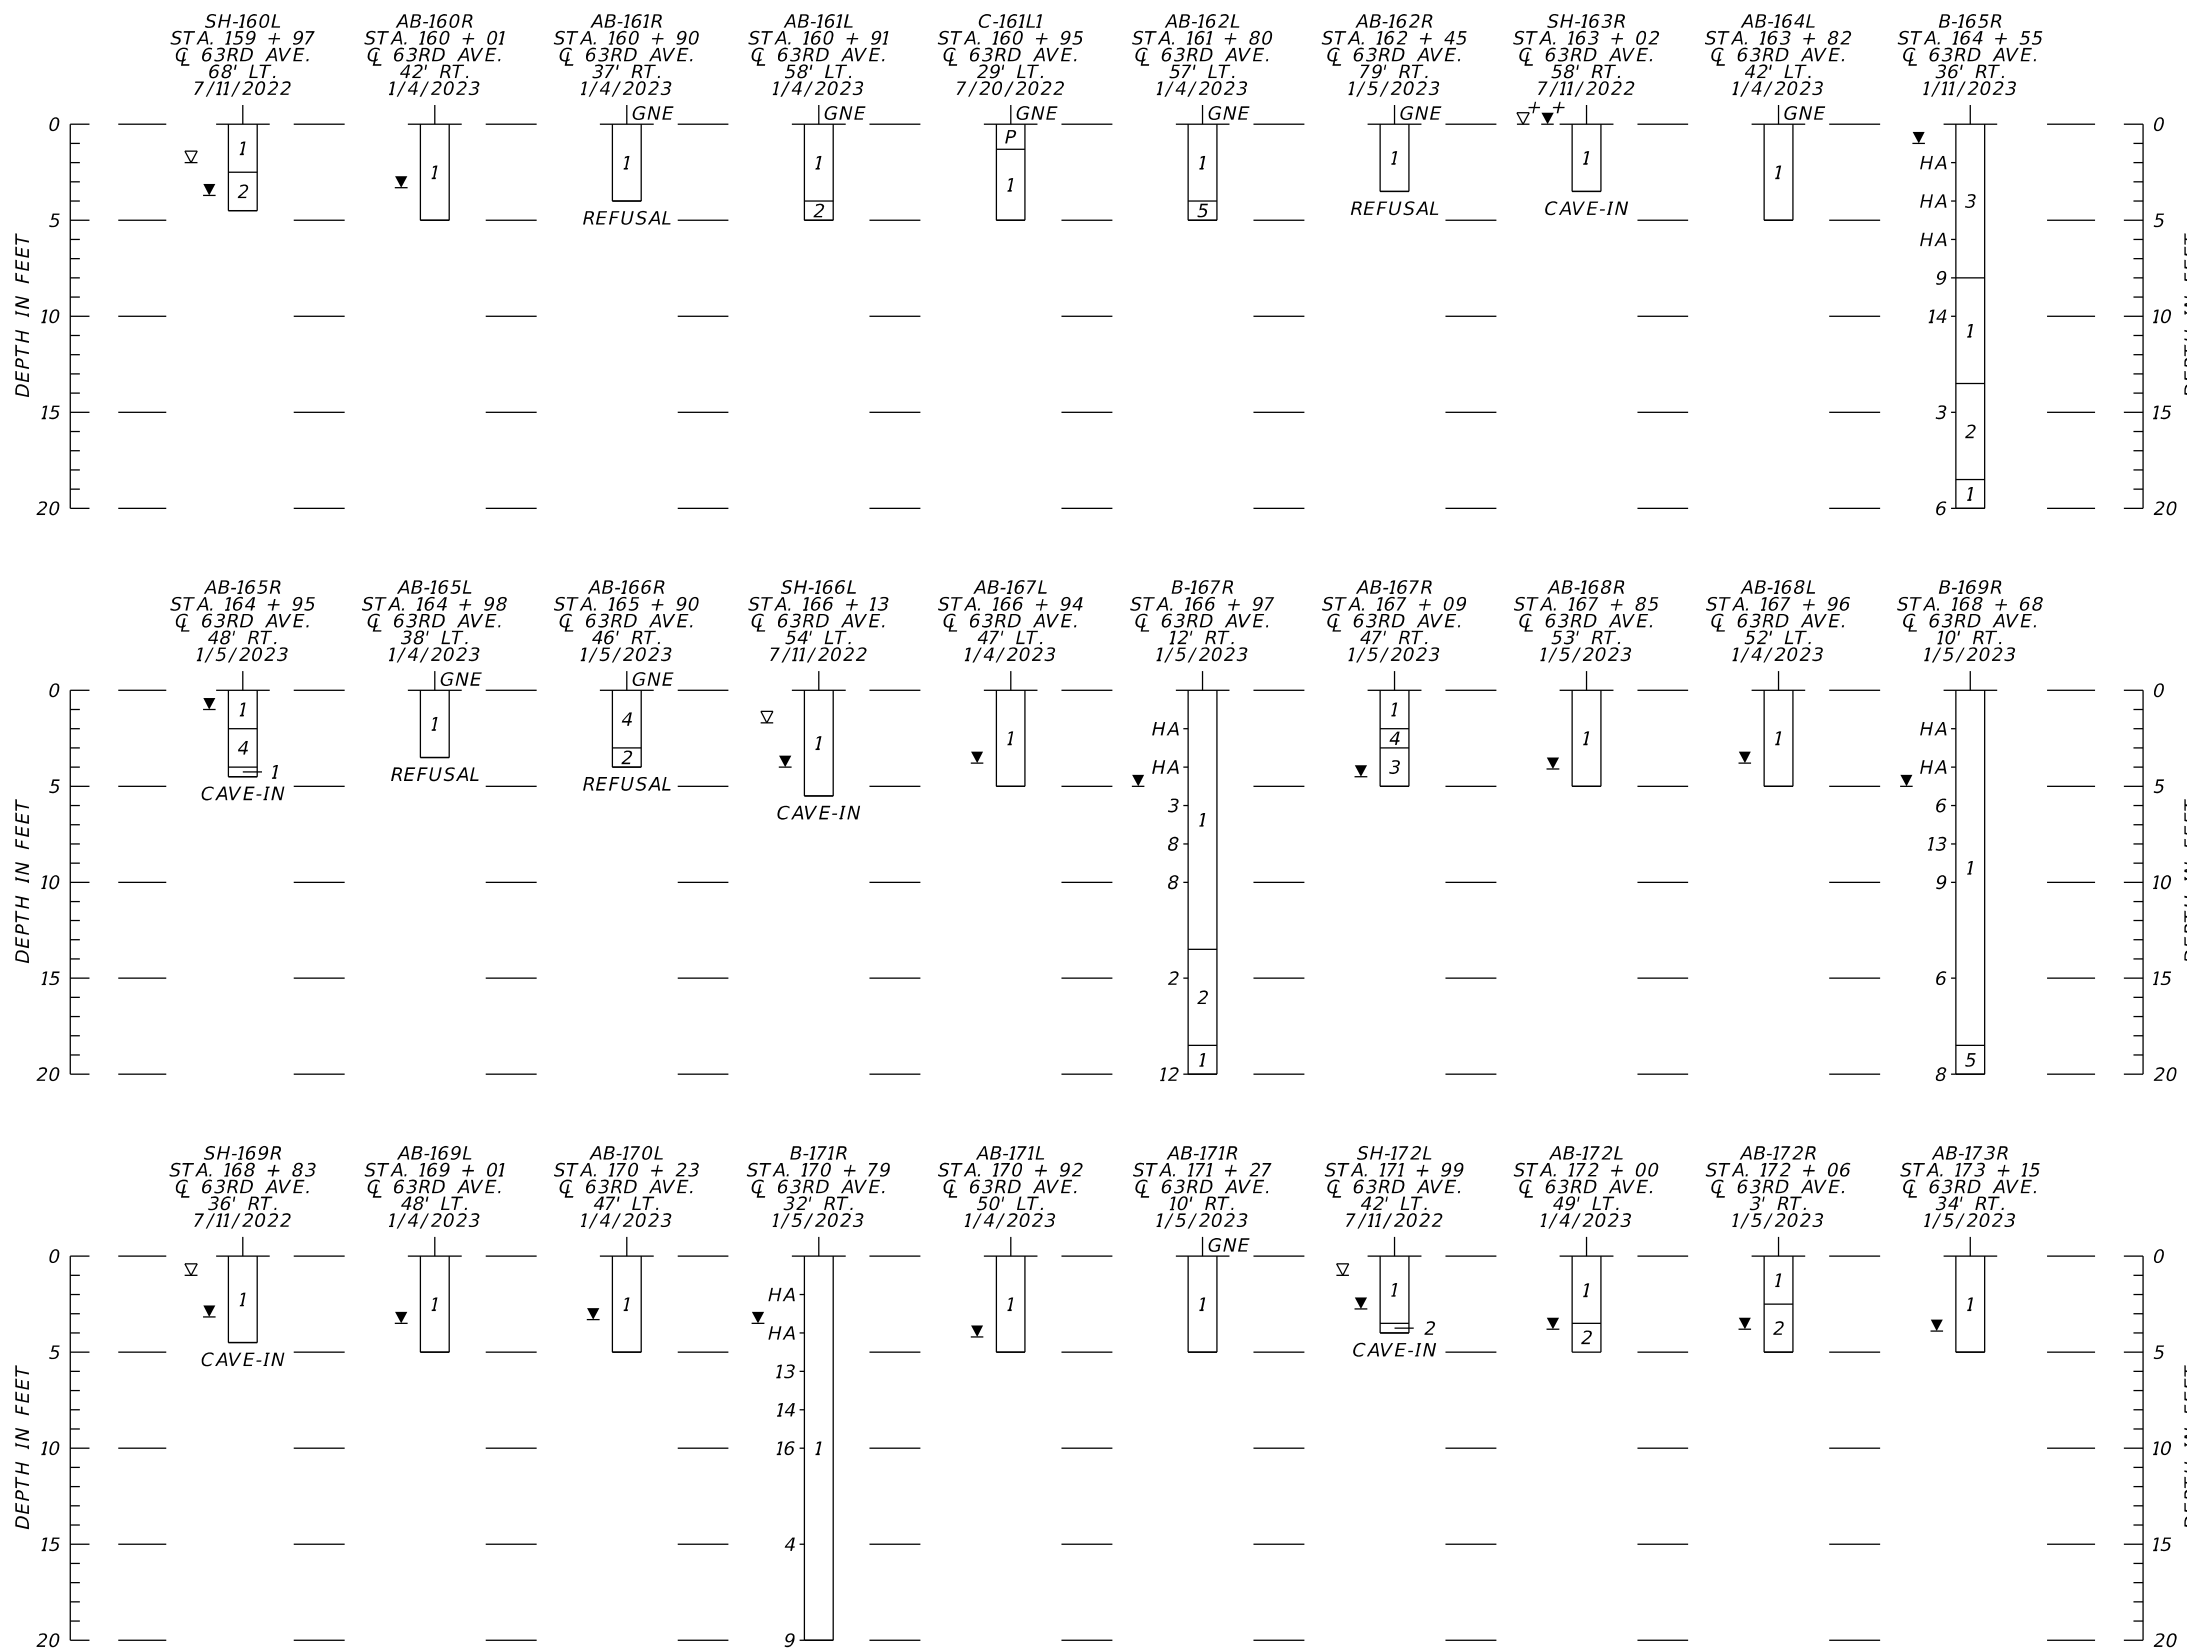 SH-160L
STA. 159 + 97
℄ 63RD AVE.
68' LT.
7/11/2022
AB-160R
STA. 160 + 01
℄ 63RD AVE.
42' RT.
1/4/2023
AB-161R
STA. 160 + 90
℄ 63RD AVE.
37' RT.
1/4/2023
GNE
AB-161L
STA. 160 + 91
℄ 63RD AVE.
58' LT.
1/4/2023
GNE
C-161L1
STA. 160 + 95
℄ 63RD AVE.
29' LT.
7/20/2022
GNE
AB-162L
STA. 161 + 80
℄ 63RD AVE.
57' LT.
1/4/2023
GNE
AB-162R
STA. 162 + 45
℄ 63RD AVE.
79' RT.
1/5/2023
GNE
SH-163R
STA. 163 + 02
℄ 63RD AVE.
58' RT.
7/11/2022
+ +
AB-164L
STA. 163 + 82
℄ 63RD AVE.
42' LT.
1/4/2023
GNE
B-165R
STA. 164 + 55
℄ 63RD AVE.
36' RT.
1/11/2023
DEPTH IN FEET
0
5
10
15
20
1
2
1
1
REFUSAL
1
2
P
1
1
5
1
REFUSAL
1
CAVE-IN
1
HA
HA
HA
9
14
3
6
3
1
2
1
0
5
10
15
20
DEPTH IN FEET
AB-165R
STA. 164 + 95
℄ 63RD AVE.
48' RT.
1/5/2023
AB-165L
STA. 164 + 98
℄ 63RD AVE.
38' LT.
1/4/2023
GNE
AB-166R
STA. 165 + 90
℄ 63RD AVE.
46' RT.
1/5/2023
GNE
SH-166L
STA. 166 + 13
℄ 63RD AVE.
54' LT.
7/11/2022
AB-167L
STA. 166 + 94
℄ 63RD AVE.
47' LT.
1/4/2023
B-167R
STA. 166 + 97
℄ 63RD AVE.
12' RT.
1/5/2023
AB-167R
STA. 167 + 09
℄ 63RD AVE.
47' RT.
1/5/2023
AB-168R
STA. 167 + 85
℄ 63RD AVE.
53' RT.
1/5/2023
AB-168L
STA. 167 + 96
℄ 63RD AVE.
52' LT.
1/4/2023
B-169R
STA. 168 + 68
℄ 63RD AVE.
10' RT.
1/5/2023
DEPTH IN FEET
0
5
10
15
20
1
4
1
CAVE-IN
1
REFUSAL
4
2
REFUSAL
1
CAVE-IN
1
HA
HA
3
8
8
2
12
1
2
1
1
4
3
1
1
HA
HA
6
13
9
6
8
1
5
0
5
10
15
20
DEPTH IN FEET
SH-169R
STA. 168 + 83
℄ 63RD AVE.
36' RT.
7/11/2022
AB-169L
STA. 169 + 01
℄ 63RD AVE.
48' LT.
1/4/2023
AB-170L
STA. 170 + 23
℄ 63RD AVE.
47' LT.
1/4/2023
B-171R
STA. 170 + 79
℄ 63RD AVE.
32' RT.
1/5/2023
AB-171L
STA. 170 + 92
℄ 63RD AVE.
50' LT.
1/4/2023
AB-171R
STA. 171 + 27
℄ 63RD AVE.
10' RT.
1/5/2023
GNE
SH-172L
STA. 171 + 99
℄ 63RD AVE.
42' LT.
7/11/2022
AB-172L
STA. 172 + 00
℄ 63RD AVE.
49' LT.
1/4/2023
AB-172R
STA. 172 + 06
℄ 63RD AVE.
3' RT.
1/5/2023
AB-173R
STA. 173 + 15
℄ 63RD AVE.
34' RT.
1/5/2023
DEPTH IN FEET
0
5
10
15
20
1
CAVE-IN
1
1
HA
HA
13
14
16
4
9
1
1
1
1
2
CAVE-IN
1
2
1
2
1
0
5
10
15
20
DEPTH IN FEET